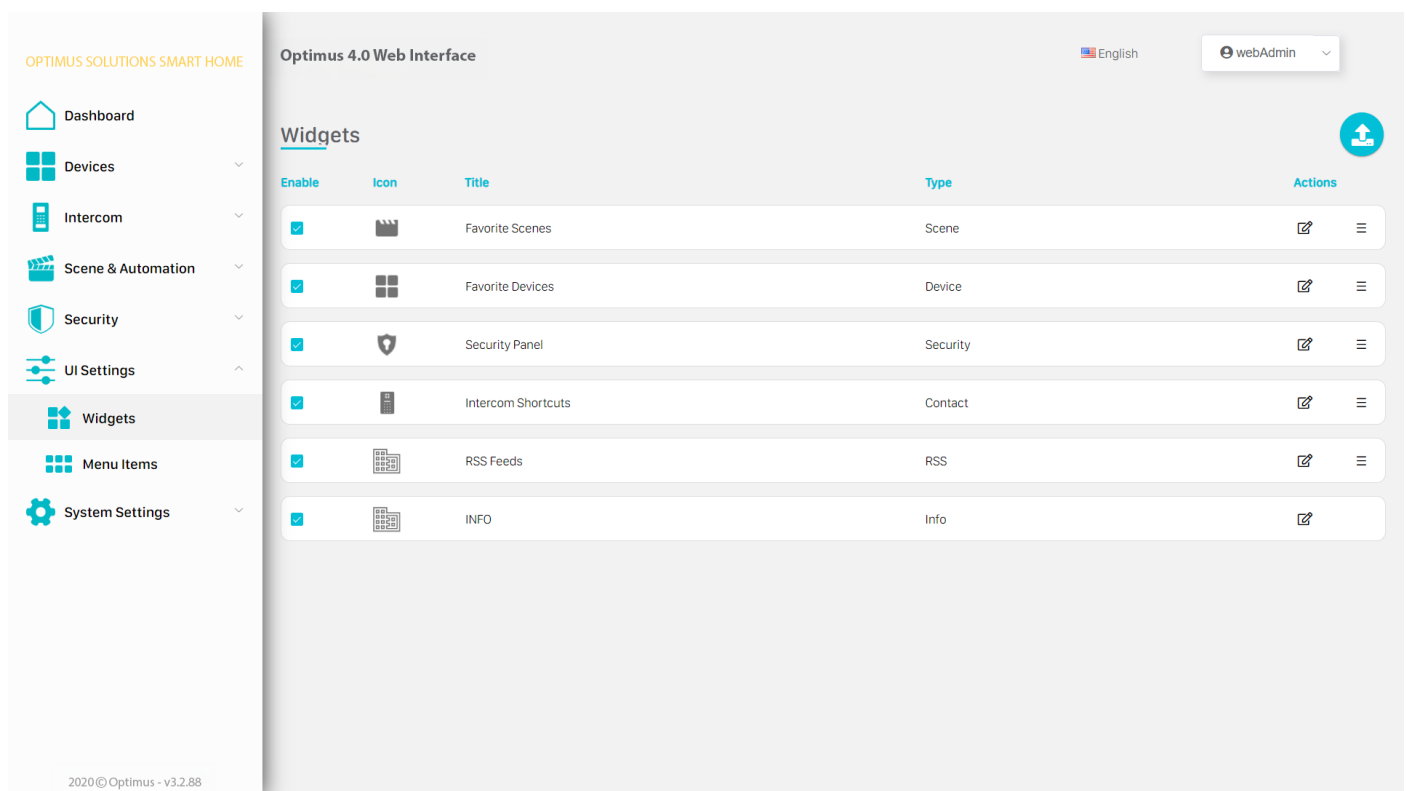 OPTIMUS SOLUTIONS SMART HOME
Dashboard
Devices
Intercom
Scene & Automation
Security
UI Settings
Widgets
Menu Items
System Settings
2020 © Optimus - v3.2.88
Optimus 4.0 Web Interface
English
webAdmin
Widgets
Enable Icon Title Type Actions
Favorite Scenes Scene
Favorite Devices Device
Security Panel Security
Intercom Shortcuts Contact
RSS Feeds RSS
INFO Info